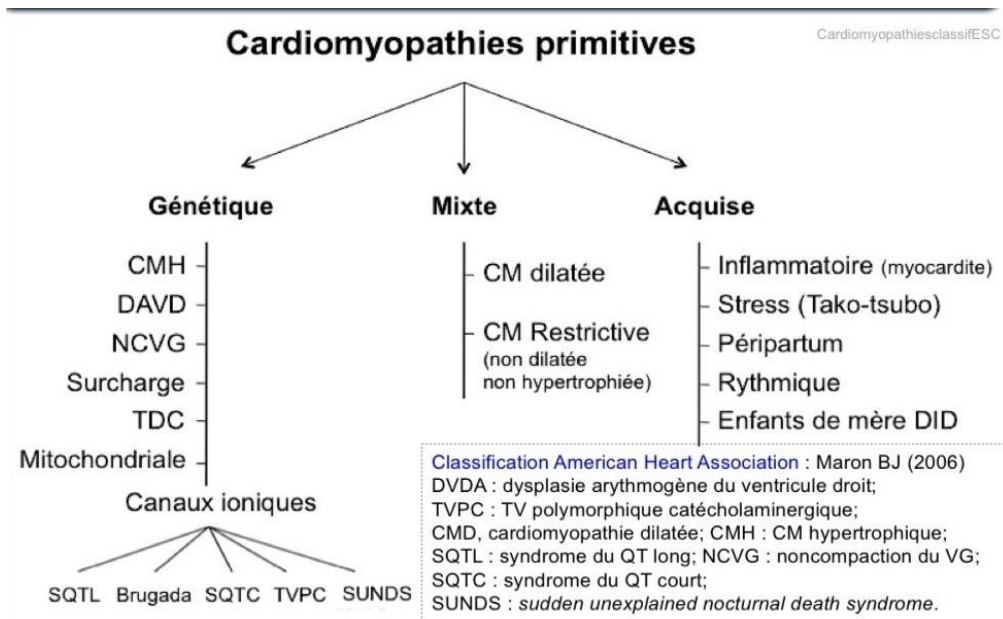 Cardiomyopathies primitives
CardiomyopathiesclassifESC
Génétique
CMH
DAVD
NCVG
Surcharge
TDC
Mitochondriale
Canaux ioniques
SQTL Brugada SQTC TVPC SUNDS
Mixte
CM dilatée
CM Restrictive
(non dilatée
non hypertrophiée)
Acquise
Inflammatoire (myocardite)
Stress (Tako-tsubo)
Péripartum
Rythmique
Enfants de mère DID
Classification American Heart Association : Maron BJ (2006)
DVDA : dysplasie arythmogène du ventricule droit;
TVPC : TV polymorphique catécholaminergique;
CMD, cardiomyopathie dilatée; CMH : CM hypertrophique;
SQTL : syndrome du QT long; NCVG : noncompaction du VG;
SQTC : syndrome du QT court;
SUNDS : sudden unexplained nocturnal death syndrome.